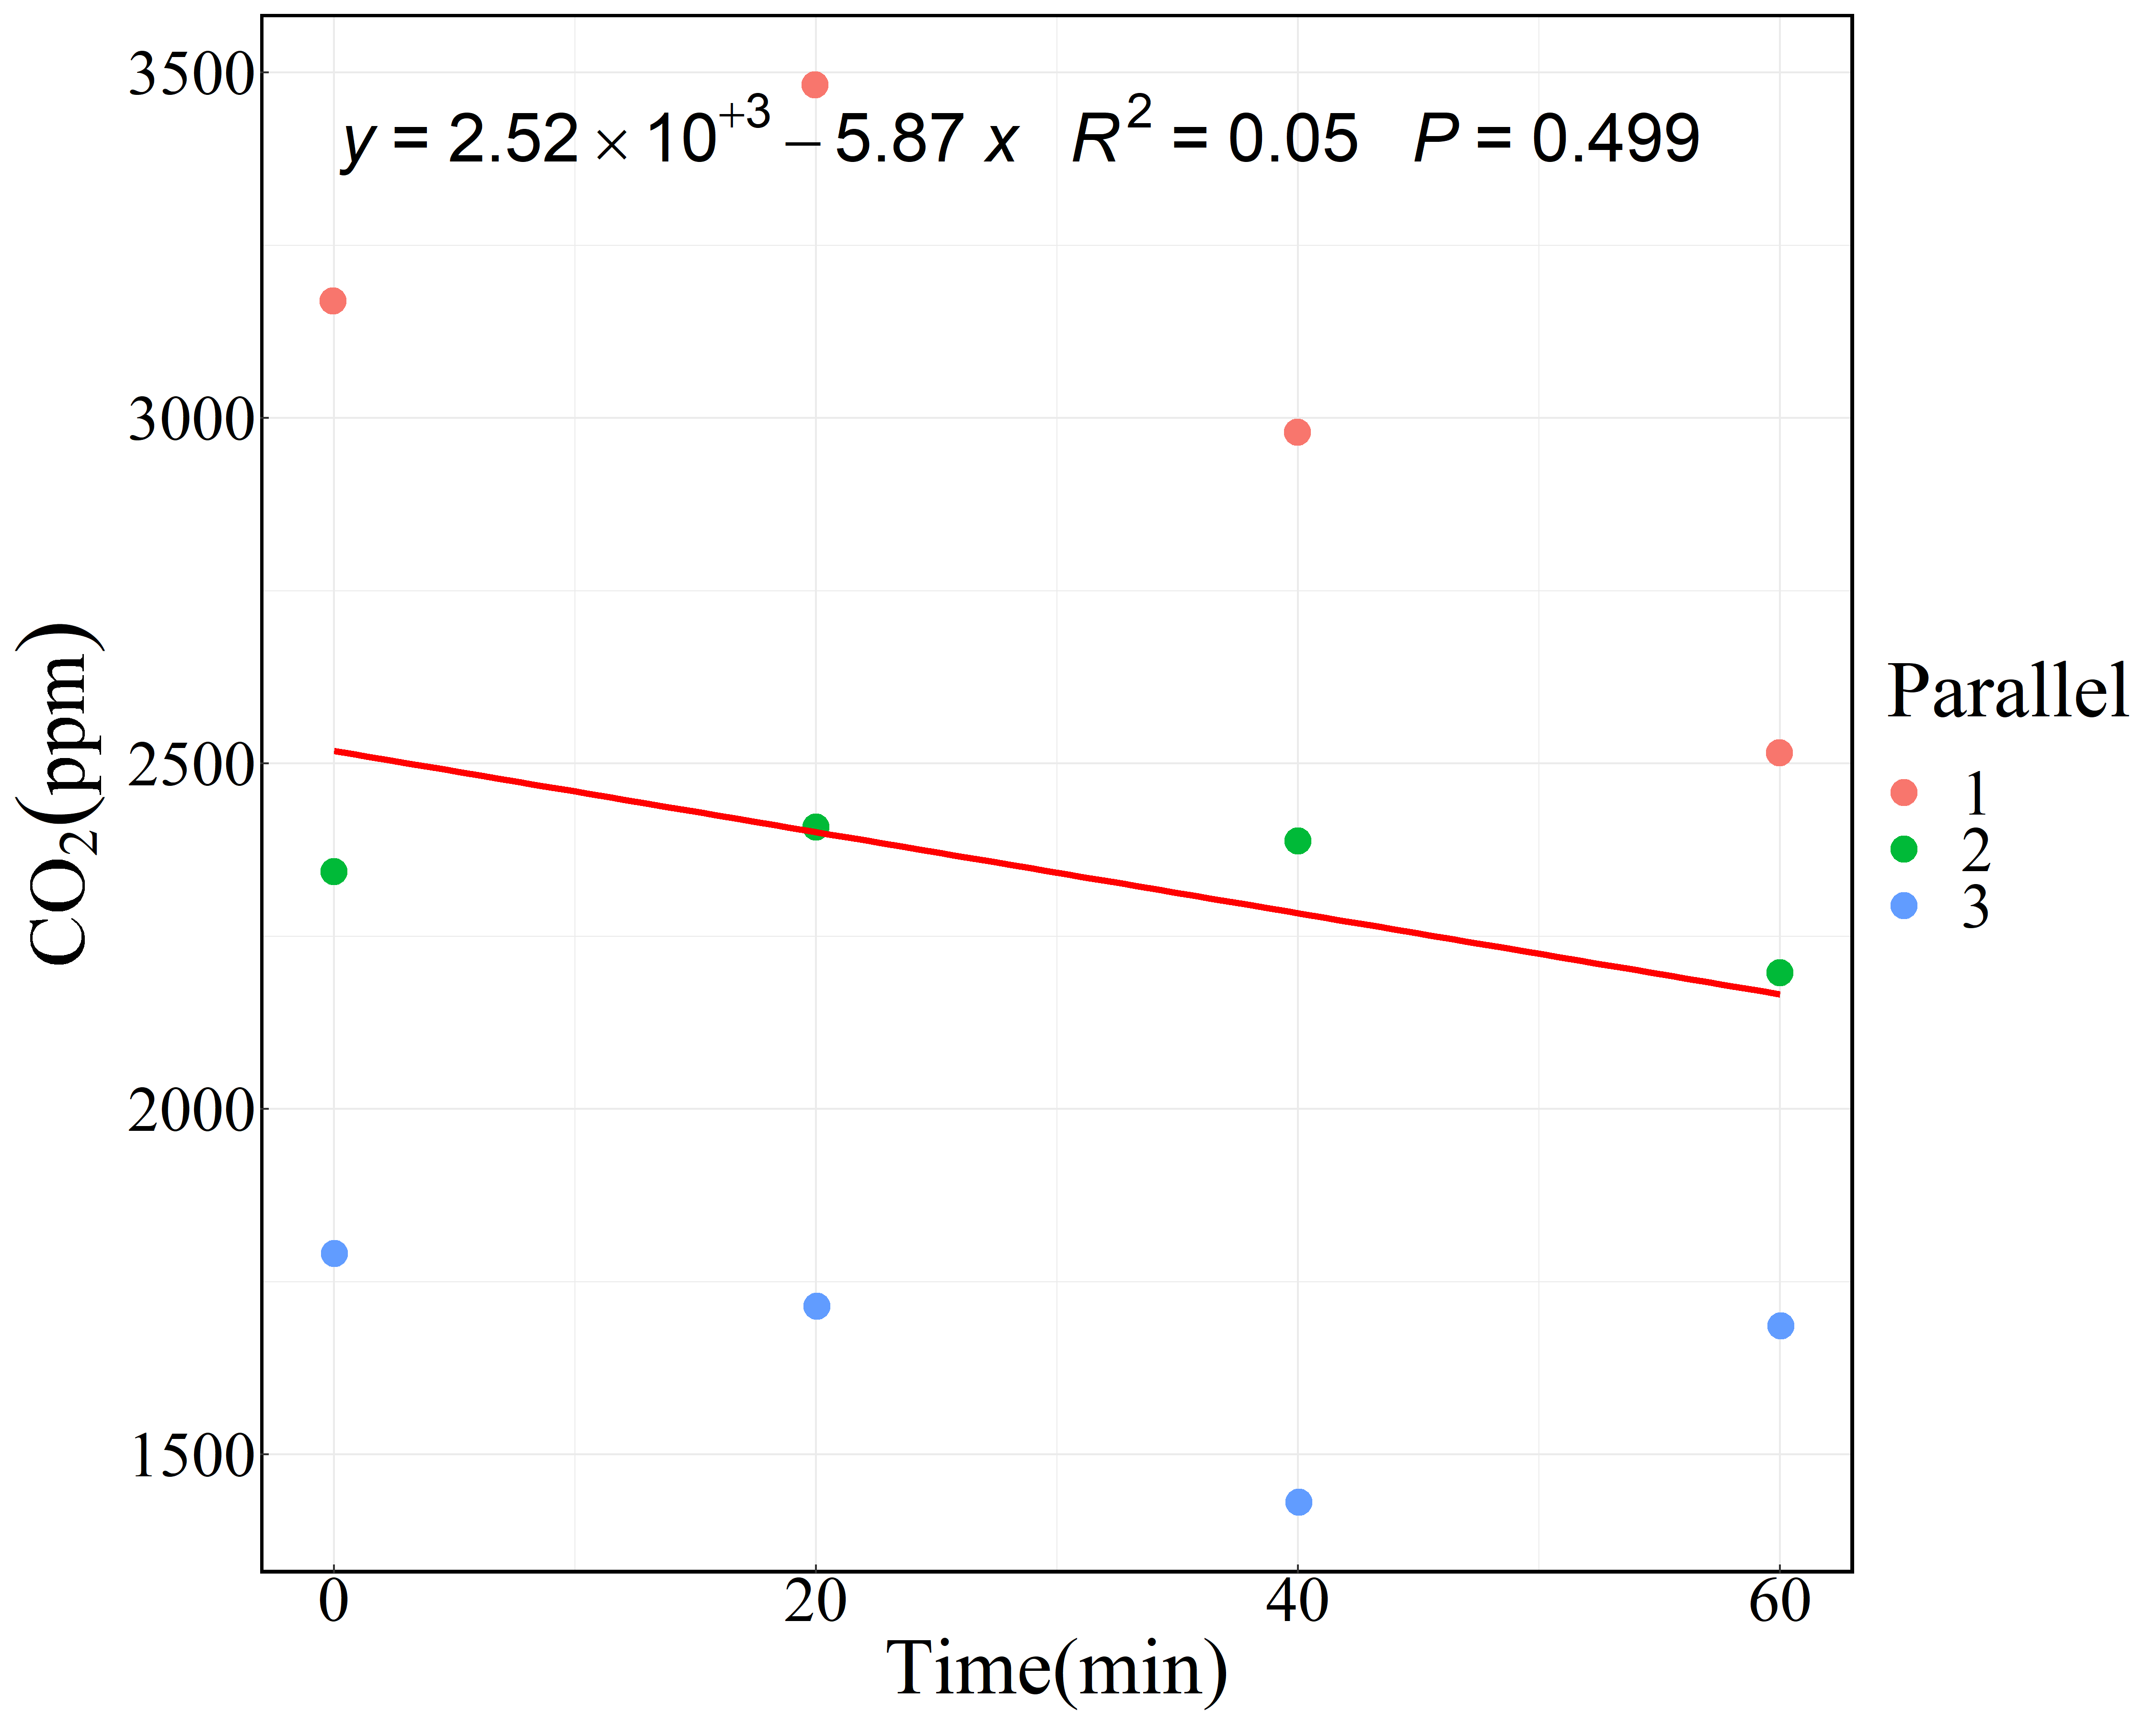 y = 2.52 × 10⁺³ − 5.87 x R² = 0.05 P = 0.499
3500
3000
2500
2000
1500
CO₂(ppm)
0 20 40 60
Time(min)
Parallel
1
2
3